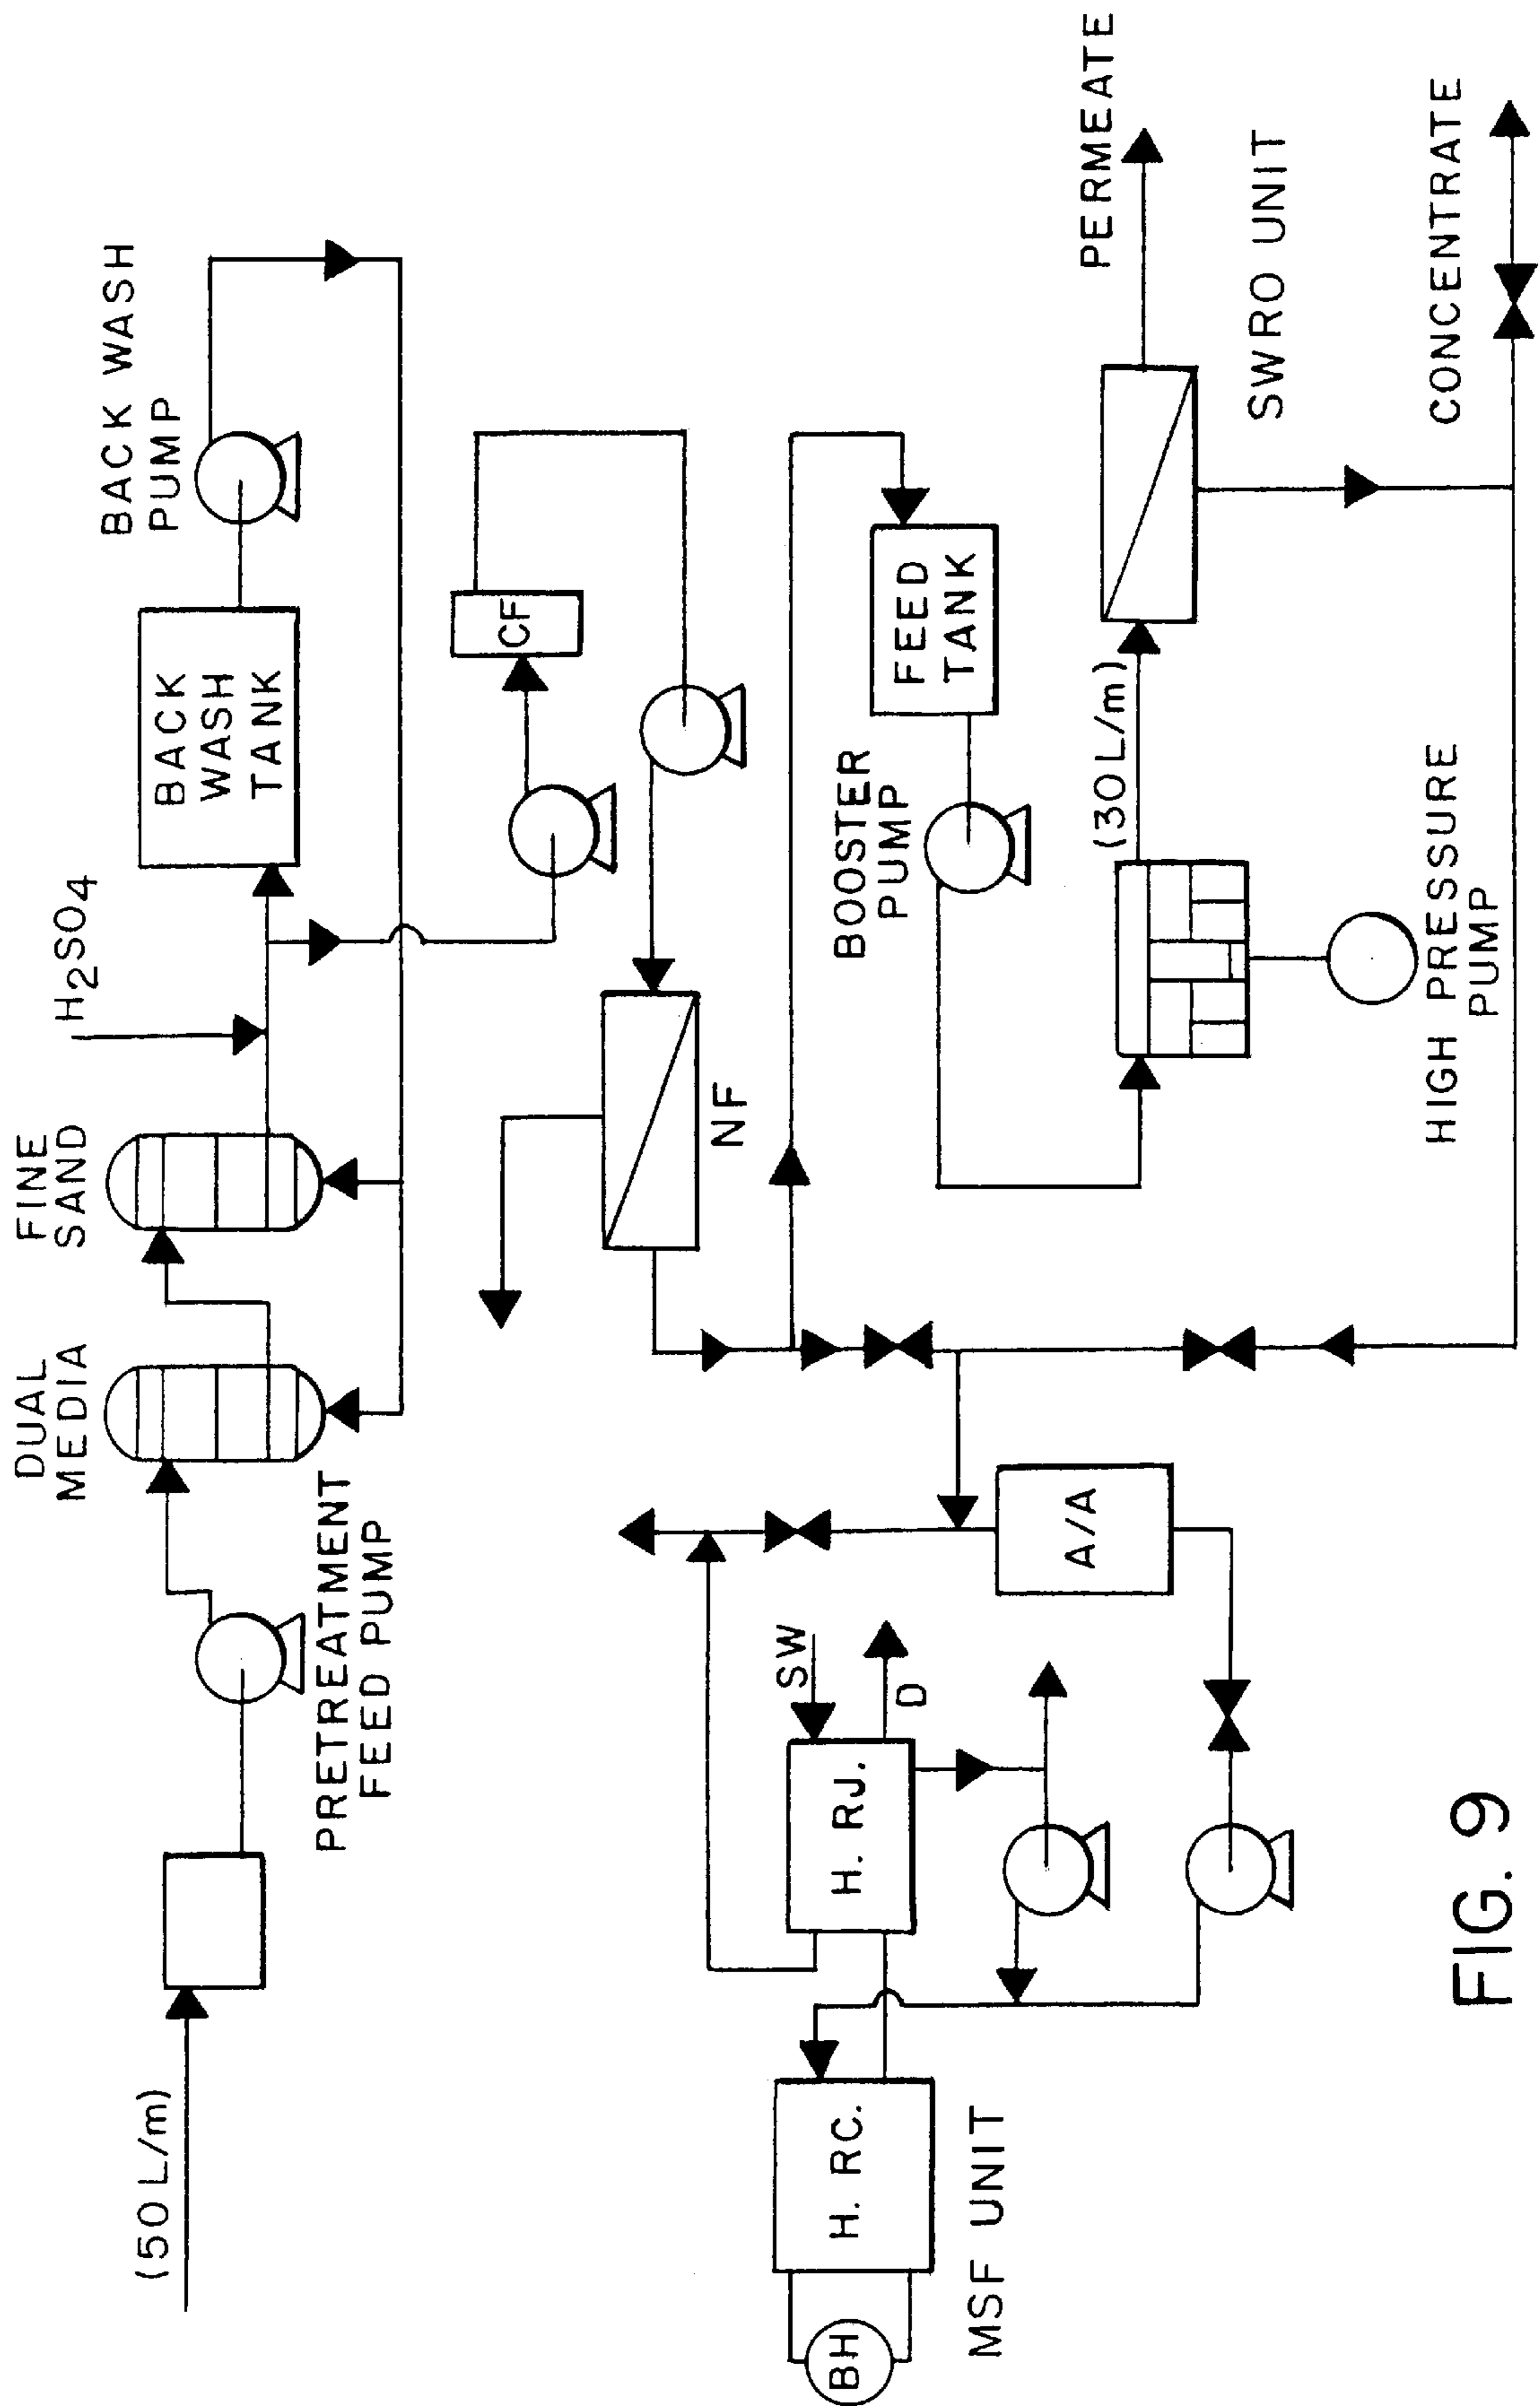 (50 L/m)
PRETREATMENT
FEED PUMP
DUAL
MEDIA
FINE
SAND
H2SO4
BACK
WASH
TANK
BACK WASH
PUMP
CF
NF
FEED
TANK
BOOSTER
PUMP
(30L/m)
HIGH PRESSURE
PUMP
PERMEATE
SWRO UNIT
CONCENTRATE
BH
H. RC.
H. RJ.
SW
D
A/A
MSF UNIT
FIG. 9